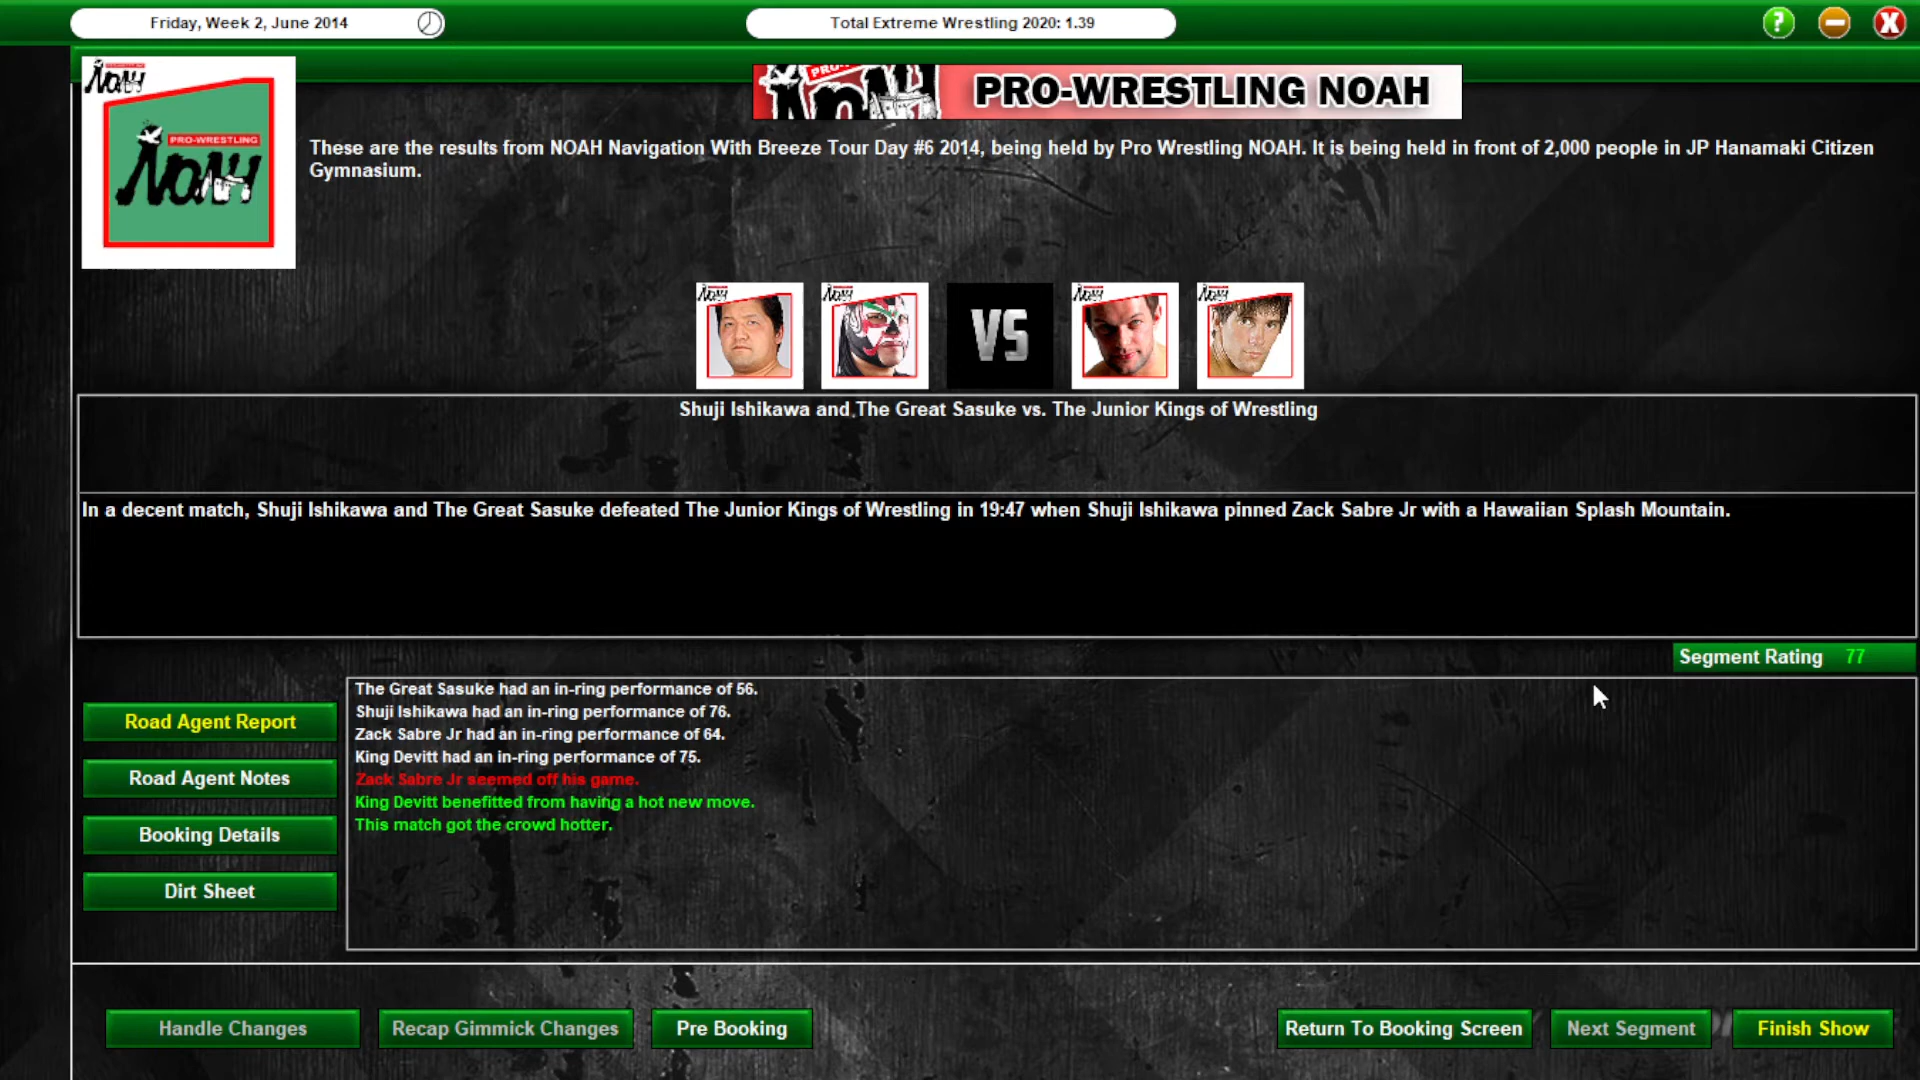 Friday, Week 2, June 2014
Total Extreme Wrestling 2020: 1.39
NOAH
PRO-WRESTLING
NOAH
PRO-WRESTLING NOAH
These are the results from NOAH Navigation With Breeze Tour Day #6 2014, being held by Pro Wrestling NOAH. It is being held in front of 2,000 people in JP Hanamaki Citizen
Gymnasium.
NOAH
NOAH
VS
NOAH
NOAH
Shuji Ishikawa and The Great Sasuke vs. The Junior Kings of Wrestling
In a decent match, Shuji Ishikawa and The Great Sasuke defeated The Junior Kings of Wrestling in 19:47 when Shuji Ishikawa pinned Zack Sabre Jr with a Hawaiian Splash Mountain.
Segment Rating 77
The Great Sasuke had an in-ring performance of 56.
Shuji Ishikawa had an in-ring performance of 76.
Zack Sabre Jr had an in-ring performance of 64.
King Devitt had an in-ring performance of 75.
Zack Sabre Jr seemed off his game.
King Devitt benefitted from having a hot new move.
This match got the crowd hotter.
Road Agent Report
Road Agent Notes
Booking Details
Dirt Sheet
Handle Changes
Recap Gimmick Changes
Pre Booking
Return To Booking Screen
Next Segment
Finish Show